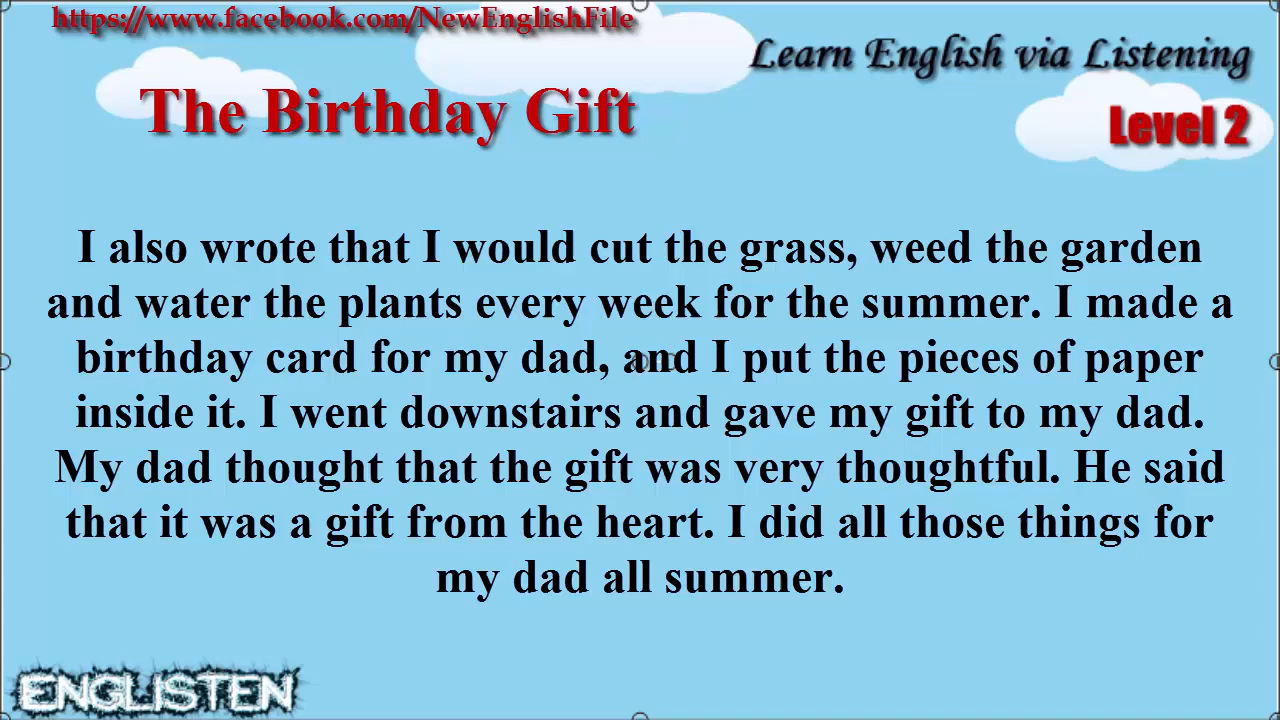 https://www.facebook.com/NewEnglishFile
Learn English via Listening
The Birthday Gift
Level 2
I also wrote that I would cut the grass, weed the garden
and water the plants every week for the summer. I made a
birthday card for my dad, and I put the pieces of paper
inside it. I went downstairs and gave my gift to my dad.
My dad thought that the gift was very thoughtful. He said
that it was a gift from the heart. I did all those things for
my dad all summer.
ENGLISTEN